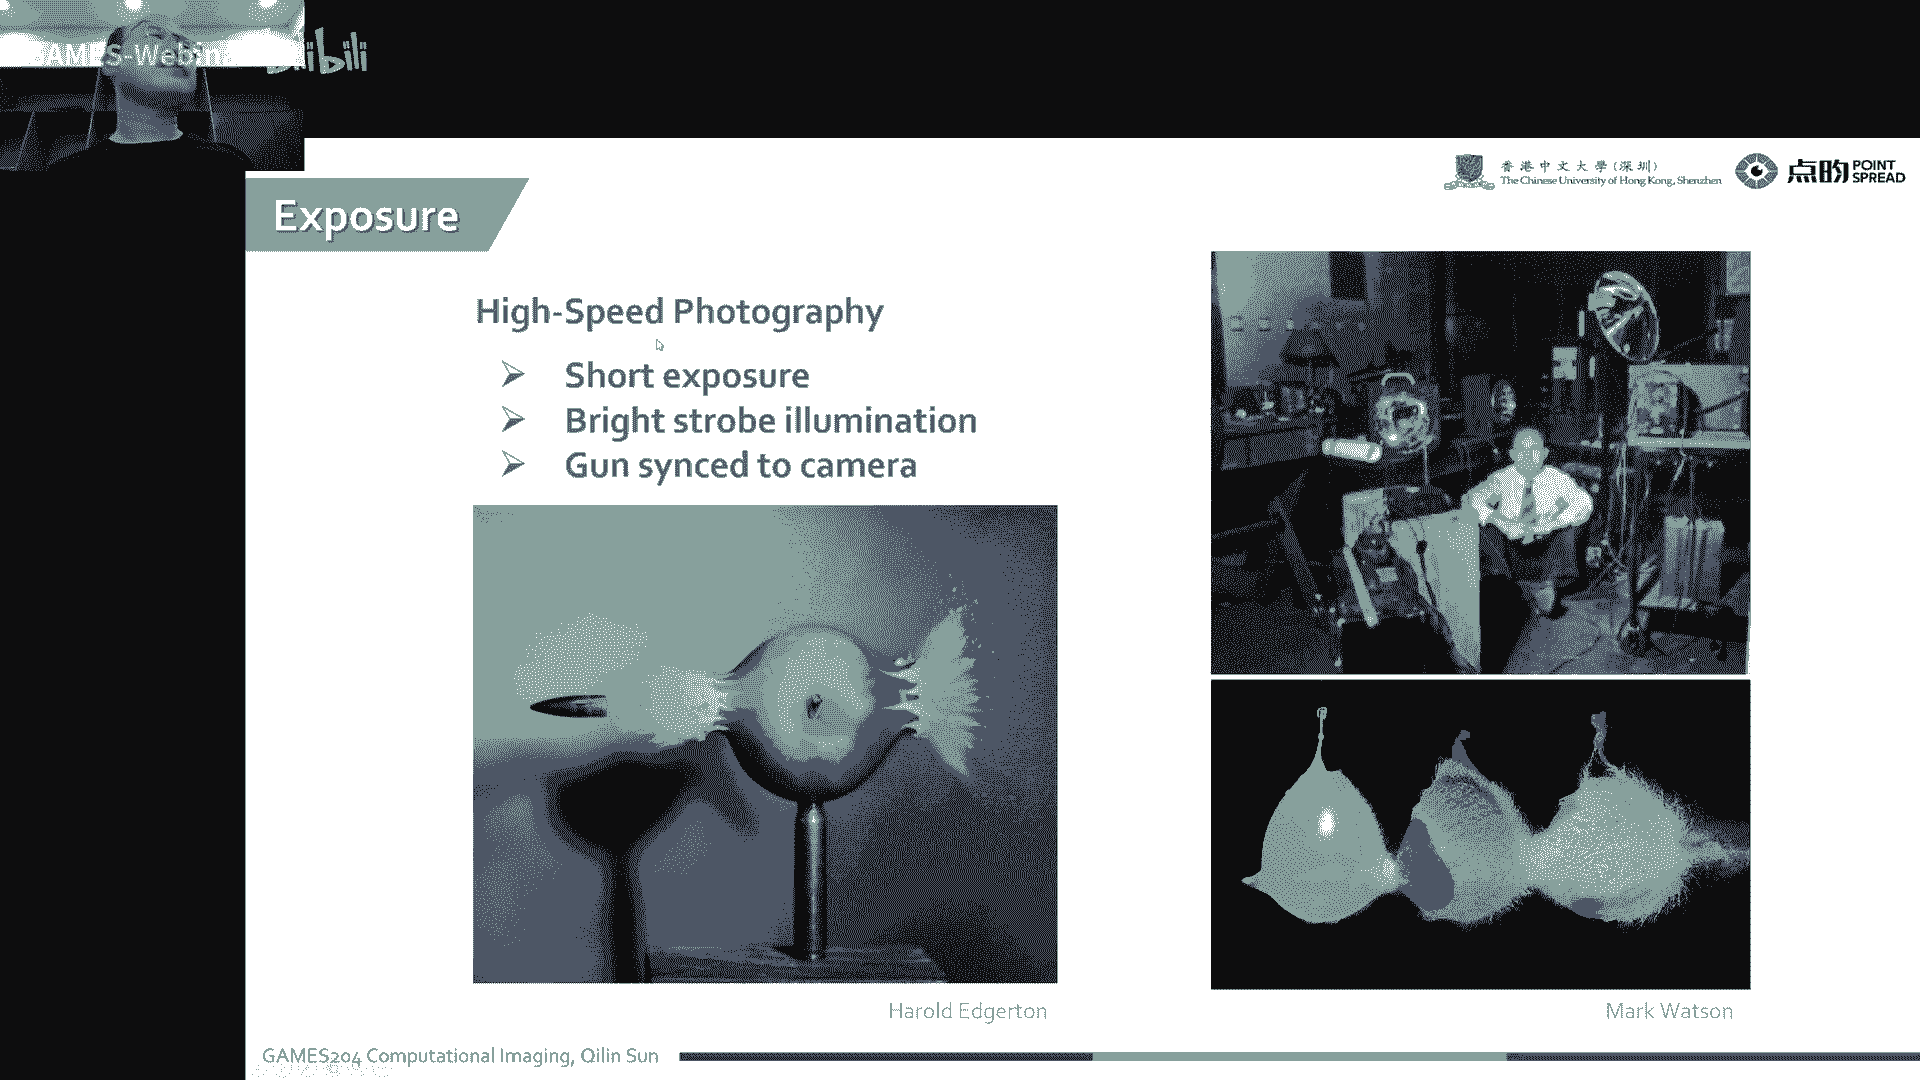 AMES-Webin
bilibili
香港中文大學(深圳)
The Chinese University of Hong Kong, Shenzhen
点昀 POINT SPREAD
Exposure
High-Speed Photography
➤ Short exposure
➤ Bright strobe illumination
➤ Gun synced to camera
Harold Edgerton
Mark Watson
GAMES204 Computational Imaging, Qilin Sun